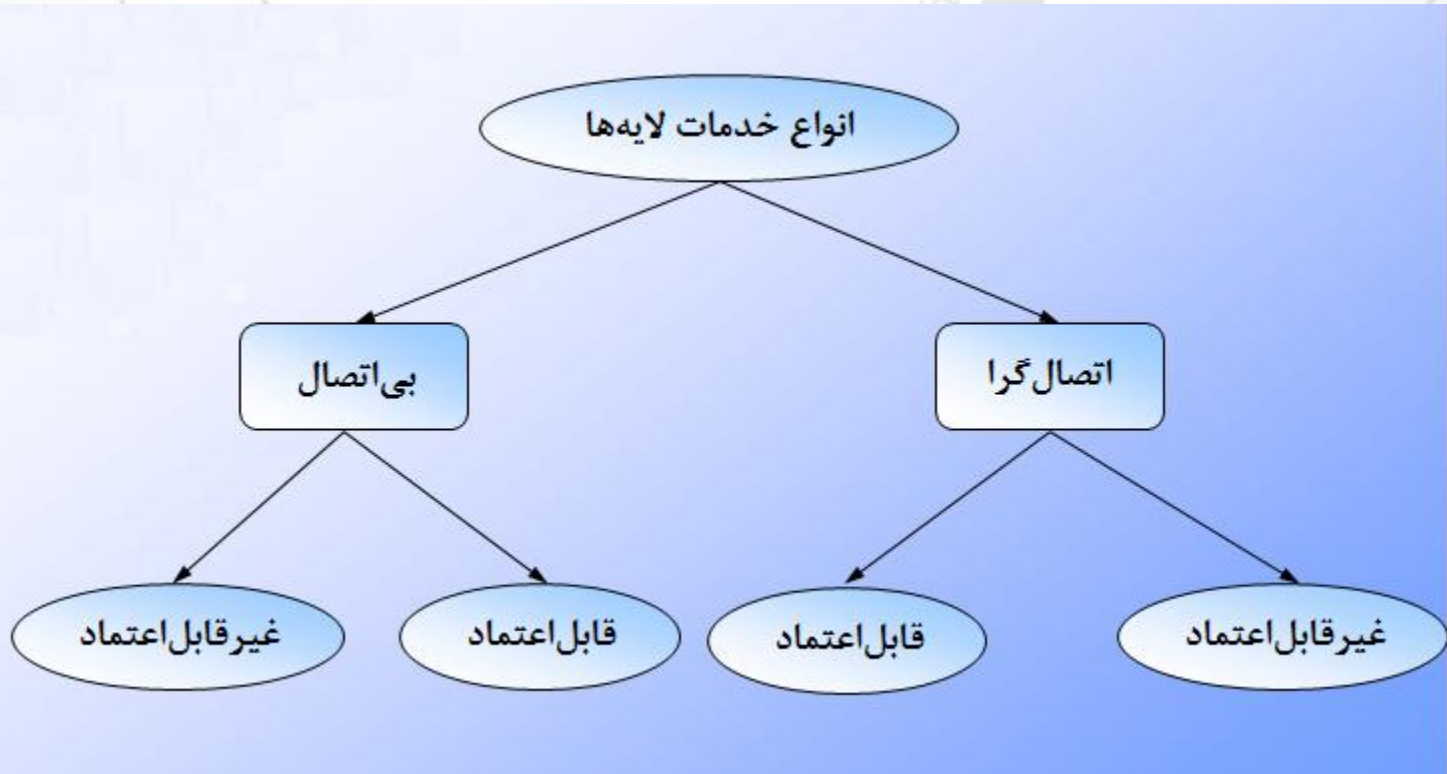 انواع خدمات لایه‌ها
اتصال‌گرا
بی‌اتصال
غیرقابل‌اعتماد
قابل‌اعتماد
قابل‌اعتماد
غیرقابل‌اعتماد